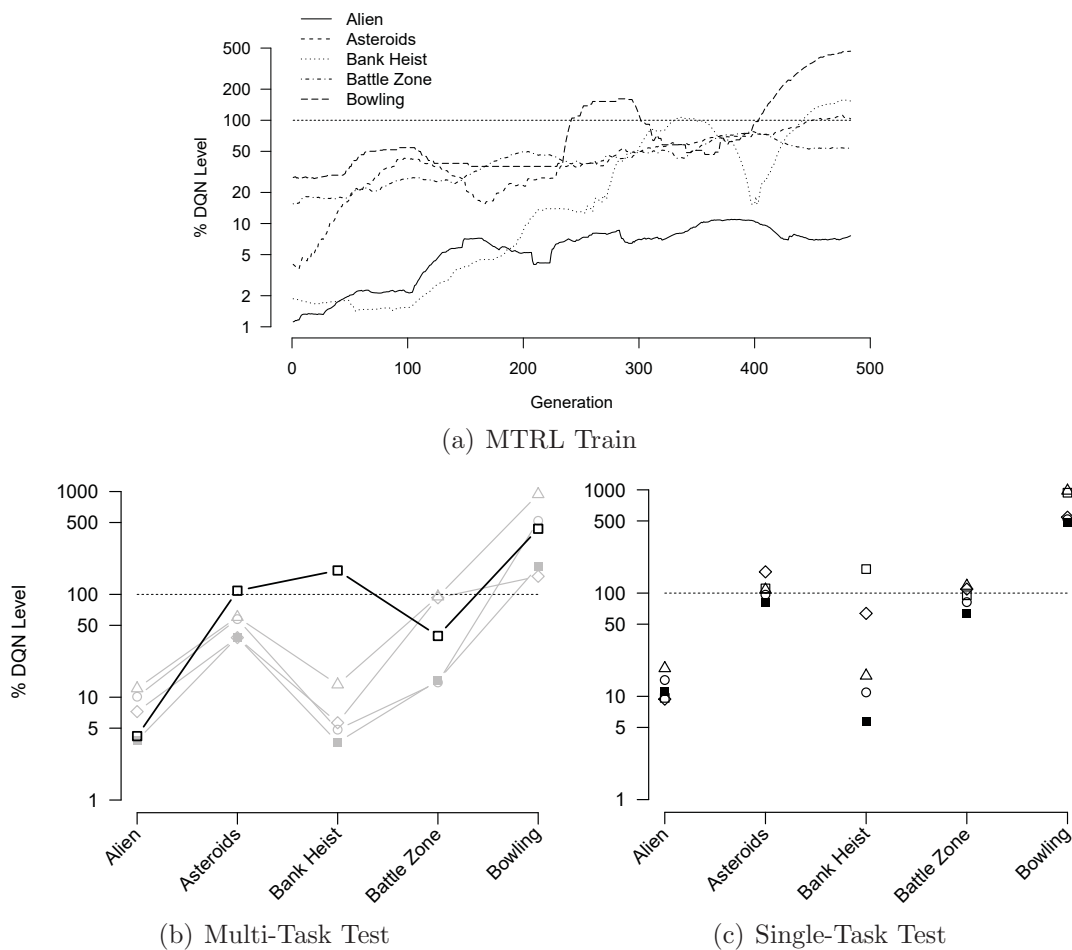 Alien
Asteroids
Bank Heist
Battle Zone
Bowling
% DQN Level
500
200
100
50
20
10
5
2
1
0 100 200 300 400 500
Generation
(a) MTRL Train
% DQN Level
1000
500
100
50
10
5
1
Alien Asteroids Bank Heist Battle Zone Bowling
(b) Multi-Task Test
1000
500
100
50
10
5
1
Alien Asteroids Bank Heist Battle Zone Bowling
(c) Single-Task Test